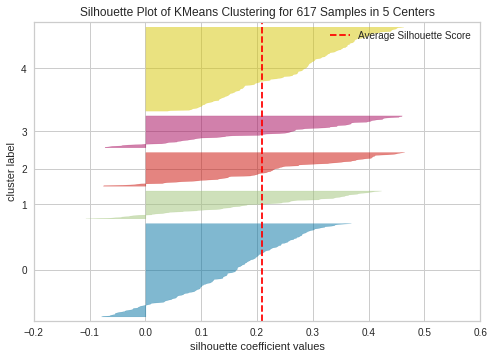 Silhouette Plot of KMeans Clustering for 617 Samples in 5 Centers
Average Silhouette Score
cluster label
4
3
2
1
0
−0.2 −0.1 0.0 0.1 0.2 0.3 0.4 0.5 0.6
silhouette coefficient values